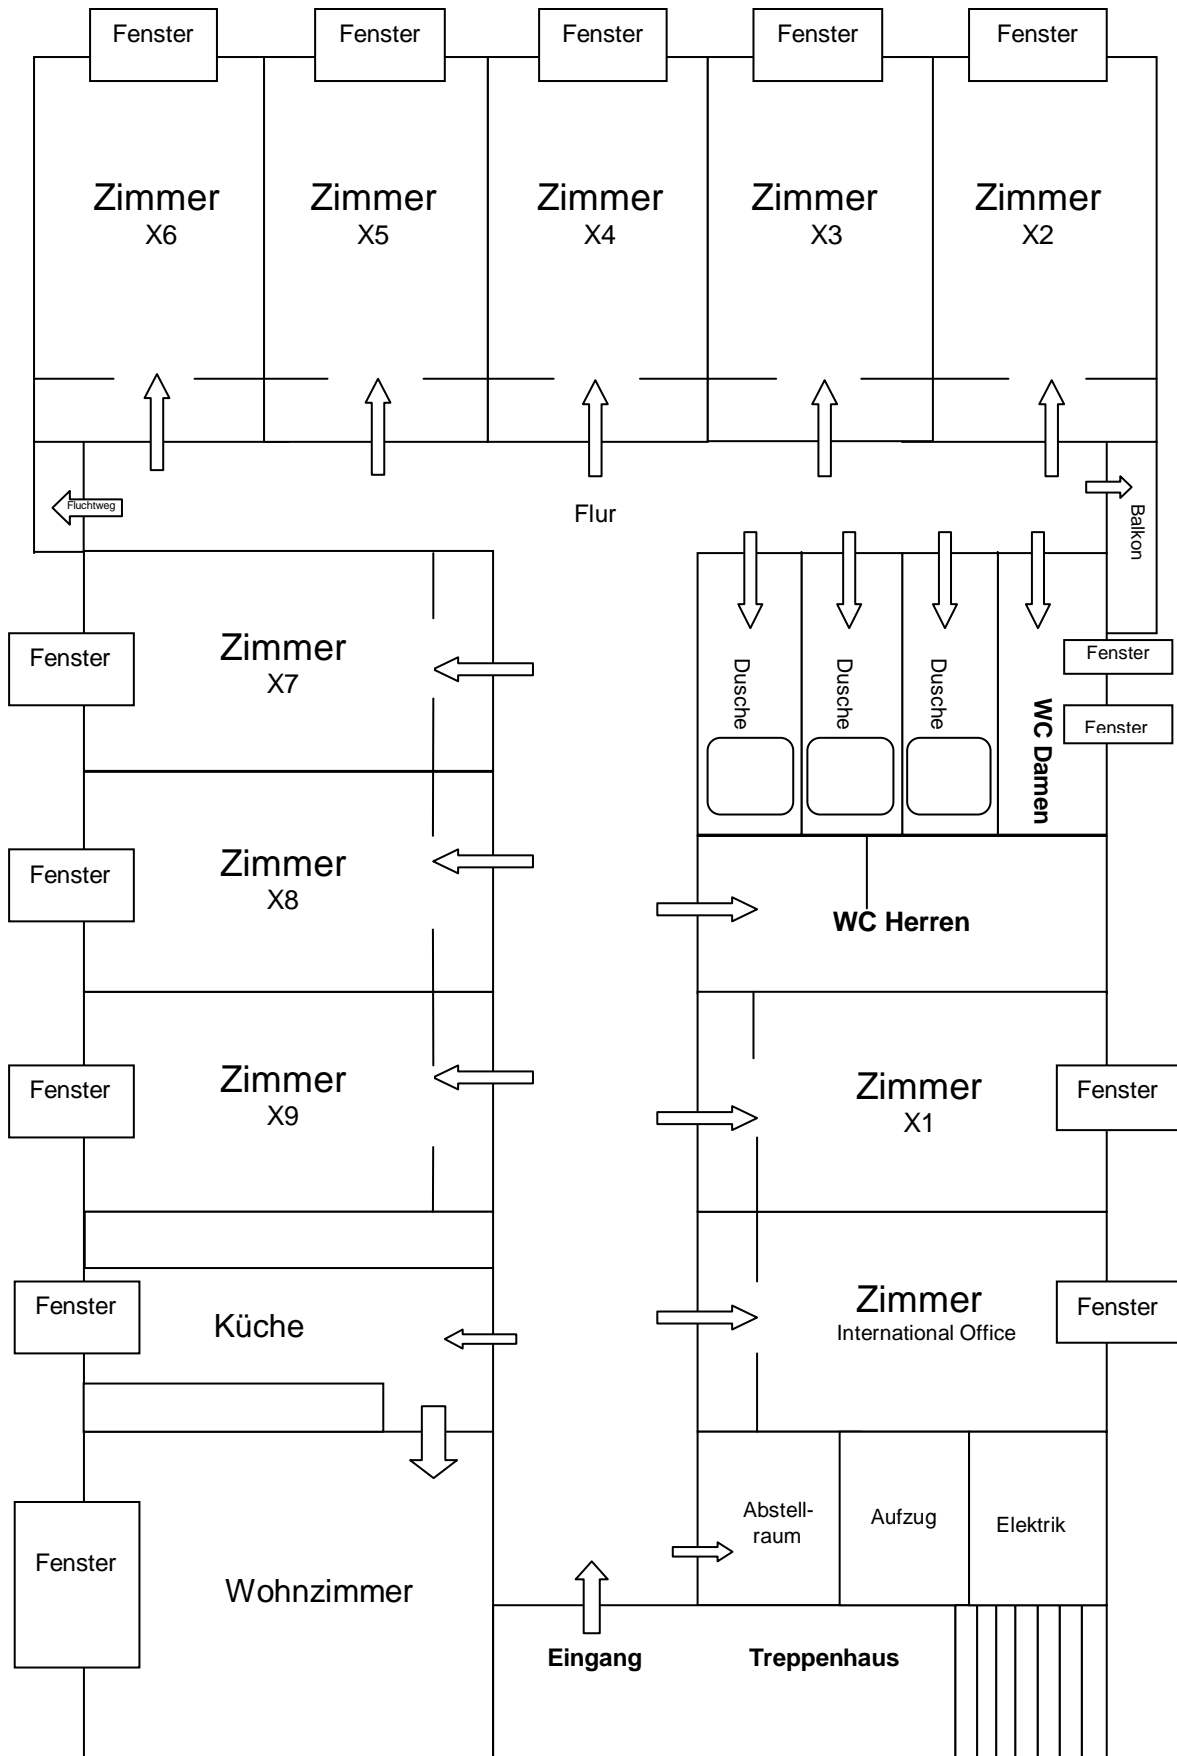 Fenster
Fenster
Fenster
Fenster
Fenster
Zimmer
X6
Zimmer
X5
Zimmer
X4
Zimmer
X3
Zimmer
X2
Fluchtweg
Flur
Balkon
Fenster
Zimmer
X7
Dusche
Dusche
Dusche
WC Damen
Fenster
Fenster
Fenster
Zimmer
X8
WC Herren
Fenster
Zimmer
X9
Zimmer
X1
Fenster
Fenster
Küche
Zimmer
International Office
Fenster
Abstell-
raum
Aufzug
Elektrik
Fenster
Wohnzimmer
Eingang
Treppenhaus